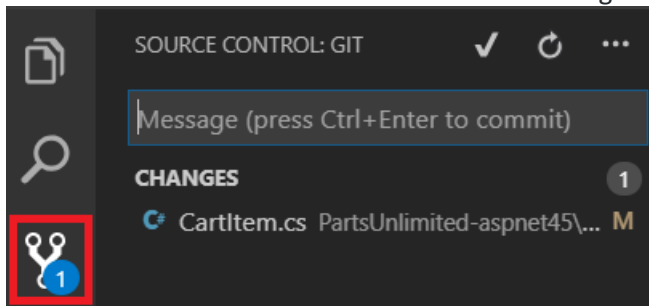 SOURCE CONTROL: GIT
Message (press Ctrl+Enter to commit)
CHANGES 1
C# CartItem.cs PartsUnlimited-aspnet45\... M
1